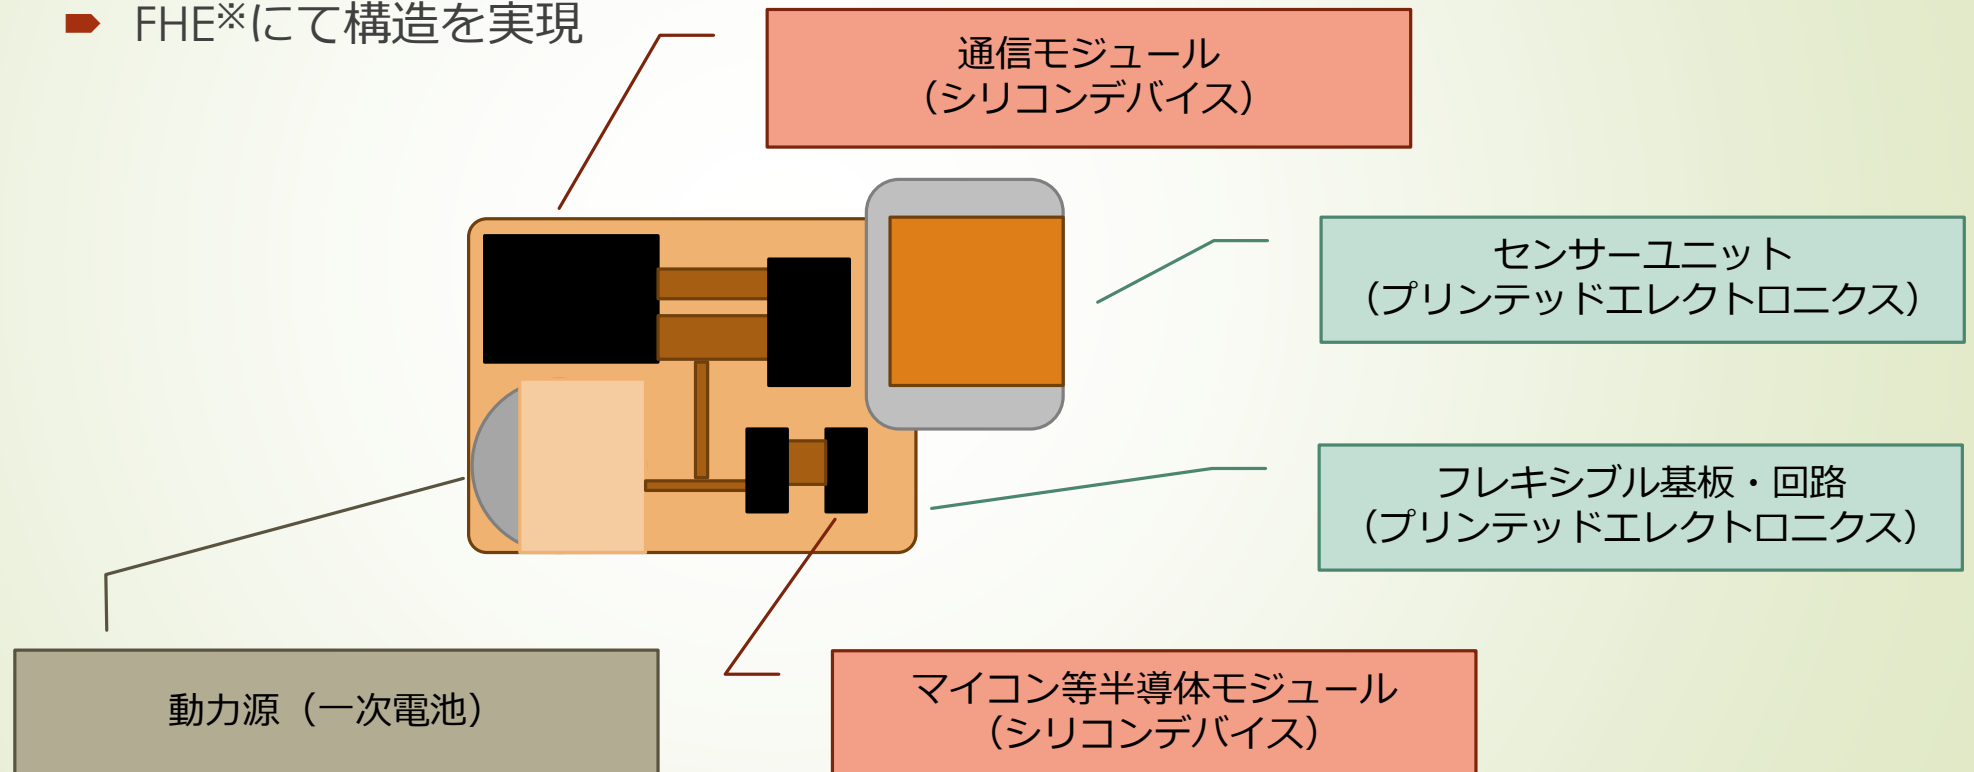 FHE※にて構造を実現
通信モジュール
（シリコンデバイス）
センサーユニット
（プリンテッドエレクトロニクス）
フレキシブル基板・回路
（プリンテッドエレクトロニクス）
動力源（一次電池）
マイコン等半導体モジュール
（シリコンデバイス）